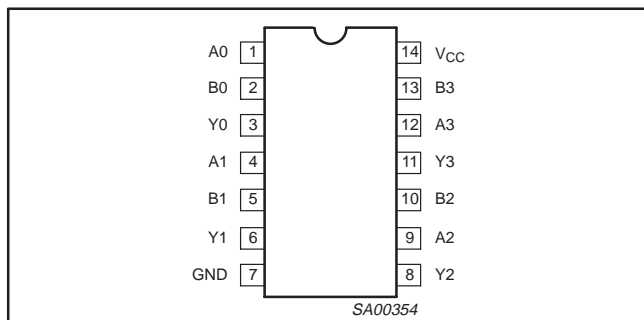 A0 1 14 VCC
B0 2 13 B3
Y0 3 12 A3
A1 4 11 Y3
B1 5 10 B2
Y1 6 9 A2
GND 7 8 Y2
SA00354